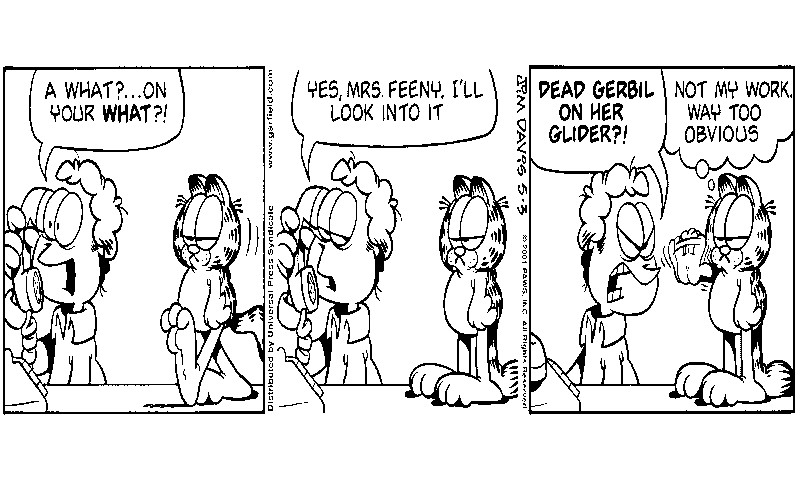 A WHAT?...ON
YOUR WHAT?!
www.garfield.com
Distributed by Universal Press Syndicate
YES, MRS. FEENY. I'LL
LOOK INTO IT
JIM DAVIS 5-3
© 2001 PAWS, INC. All Rights Reserved
DEAD GERBIL
ON HER
GLIDER?!
NOT MY WORK.
WAY TOO
OBVIOUS